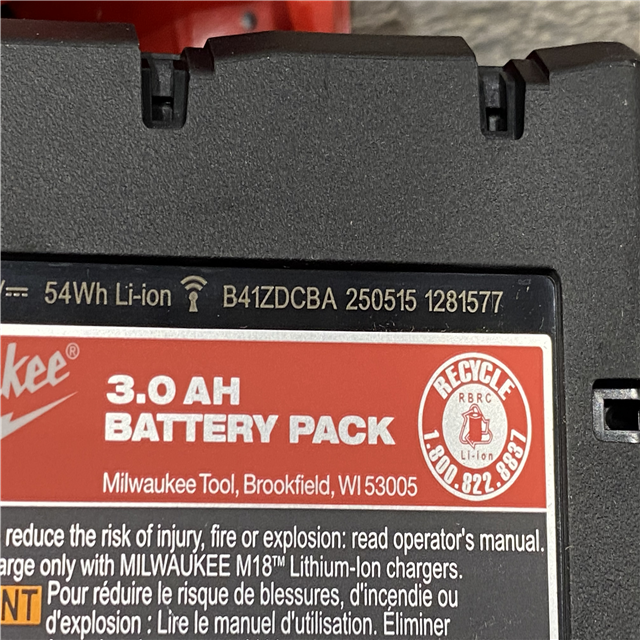 54Wh Li-ion B41ZDCBA 250515 1281577
kee®
3.0 AH
BATTERY PACK
Milwaukee Tool, Brookfield, WI 53005
RECYCLE
RBRC
Li-Ion
1.800.822.8837
reduce the risk of injury, fire or explosion: read operator's manual.
arge only with MILWAUKEE M18™ Lithium-Ion chargers.
NT Pour réduire le risque de blessures, d'incendie ou
d'explosion : Lire le manuel d'utilisation. Éliminer